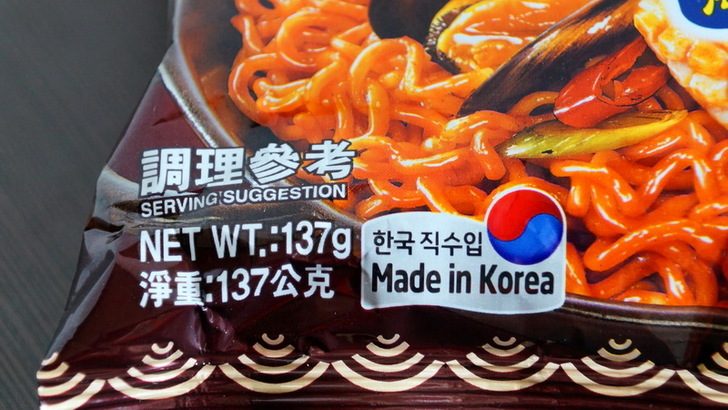 調理參考
SERVING SUGGESTION
NET WT.:137g
淨重:137公克
한국 직수입
Made in Korea